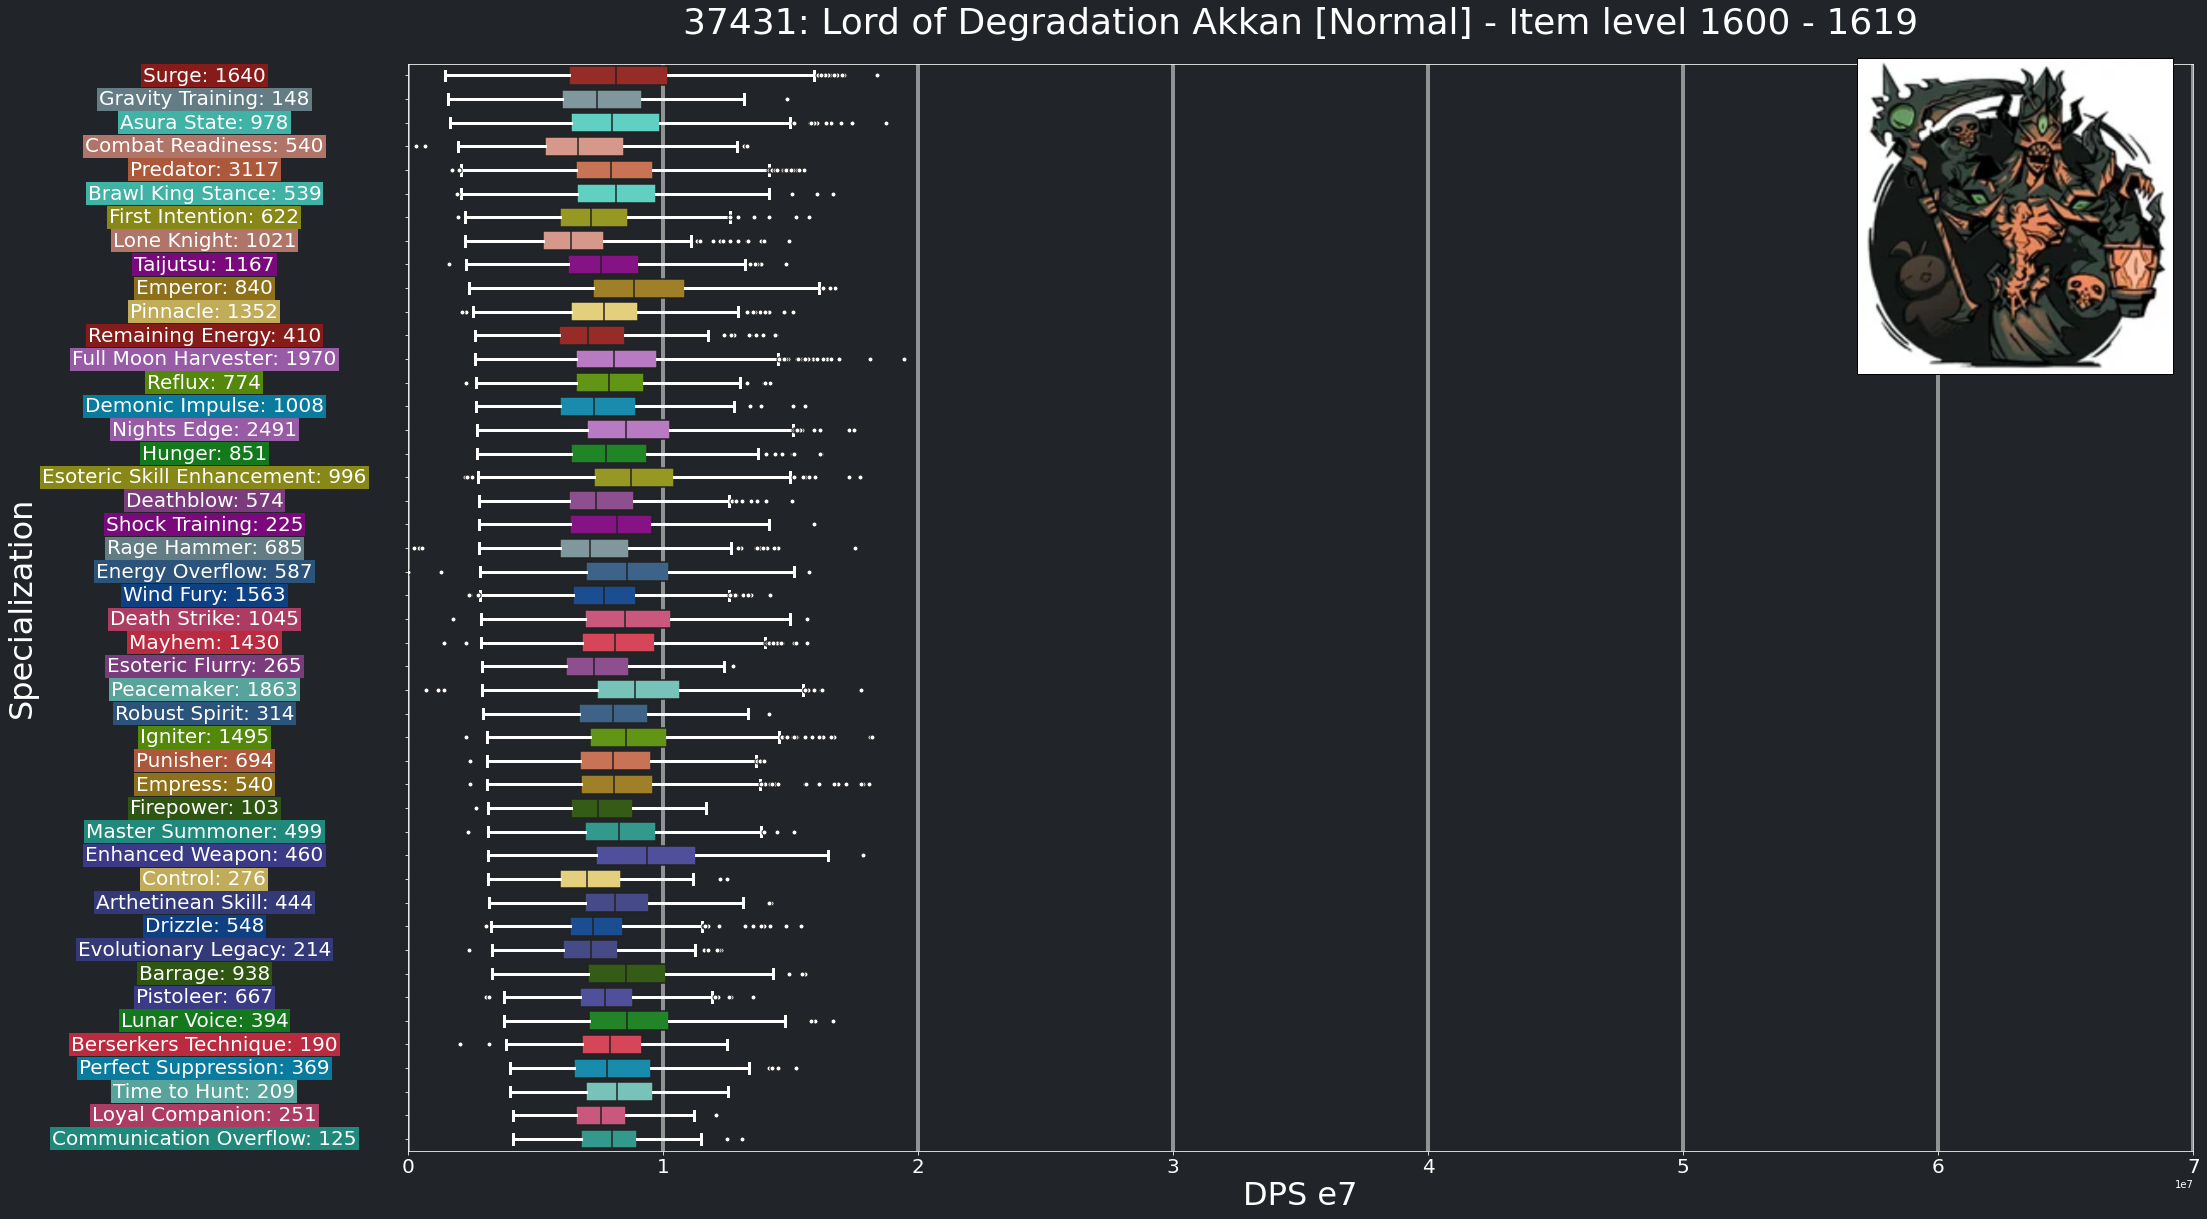 37431: Lord of Degradation Akkan [Normal] - Item level 1600 - 1619
Surge: 1640
Gravity Training: 148
Asura State: 978
Combat Readiness: 540
Predator: 3117
Brawl King Stance: 539
First Intention: 622
Lone Knight: 1021
Taijutsu: 1167
Emperor: 840
Pinnacle: 1352
Remaining Energy: 410
Full Moon Harvester: 1970
Reflux: 774
Demonic Impulse: 1008
Nights Edge: 2491
Hunger: 851
Esoteric Skill Enhancement: 996
Deathblow: 574
Shock Training: 225
Rage Hammer: 685
Energy Overflow: 587
Wind Fury: 1563
Death Strike: 1045
Mayhem: 1430
Esoteric Flurry: 265
Peacemaker: 1863
Robust Spirit: 314
Igniter: 1495
Punisher: 694
Empress: 540
Firepower: 103
Master Summoner: 499
Enhanced Weapon: 460
Control: 276
Arthetinean Skill: 444
Drizzle: 548
Evolutionary Legacy: 214
Barrage: 938
Pistoleer: 667
Lunar Voice: 394
Berserkers Technique: 190
Perfect Suppression: 369
Time to Hunt: 209
Loyal Companion: 251
Communication Overflow: 125
Specialization
0 1 2 3 4 5 6 7
1e7
DPS e7